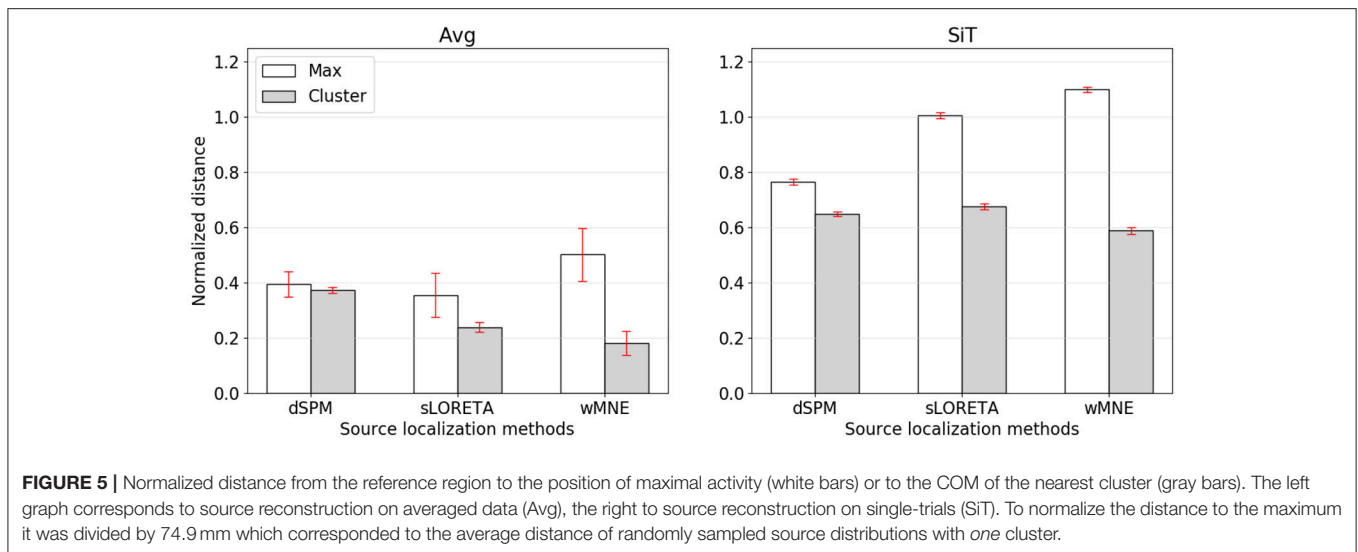 Avg
1.2
1.0
0.8
0.6
0.4
0.2
0.0
Normalized distance
Max
Cluster
dSPM sLORETA wMNE
Source localization methods
SiT
1.2
1.0
0.8
0.6
0.4
0.2
0.0
dSPM sLORETA wMNE
Source localization methods
FIGURE 5 | Normalized distance from the reference region to the position of maximal activity (white bars) or to the COM of the nearest cluster (gray bars). The left
graph corresponds to source reconstruction on averaged data (Avg), the right to source reconstruction on single-trials (SiT). To normalize the distance to the maximum
it was divided by 74.9 mm which corresponded to the average distance of randomly sampled source distributions with one cluster.